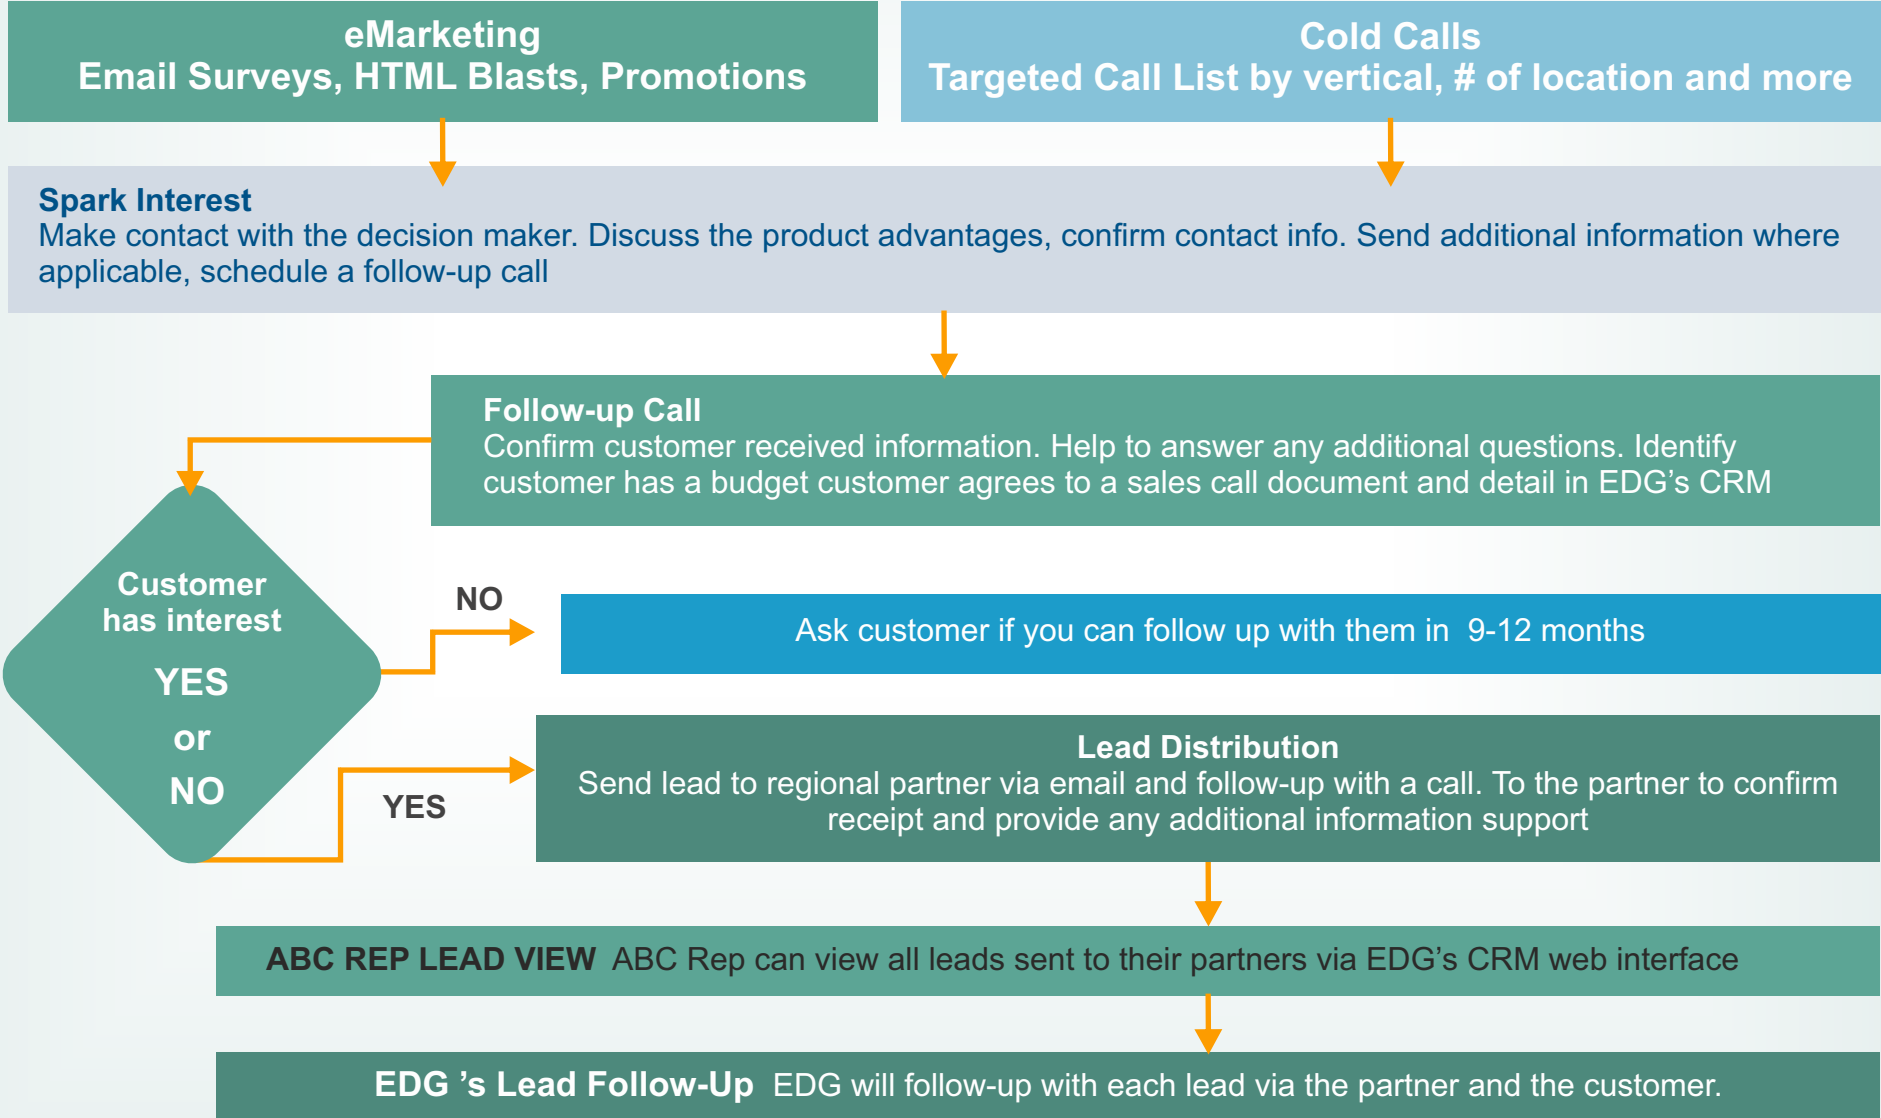 eMarketing
Email Surveys, HTML Blasts, Promotions
Cold Calls
Targeted Call List by vertical, # of location and more
Spark Interest
Make contact with the decision maker. Discuss the product advantages, confirm contact info. Send additional information where
applicable, schedule a follow-up call
Follow-up Call
Confirm customer received information. Help to answer any additional questions. Identify
customer has a budget customer agrees to a sales call document and detail in EDG’s CRM
Customer
has interest
YES
or
NO
NO
Ask customer if you can follow up with them in  9-12 months
YES
Lead Distribution
Send lead to regional partner via email and follow-up with a call. To the partner to confirm
receipt and provide any additional information support
ABC REP LEAD VIEW  ABC Rep can view all leads sent to their partners via EDG’s CRM web interface
EDG ’s Lead Follow-Up  EDG will follow-up with each lead via the partner and the customer.